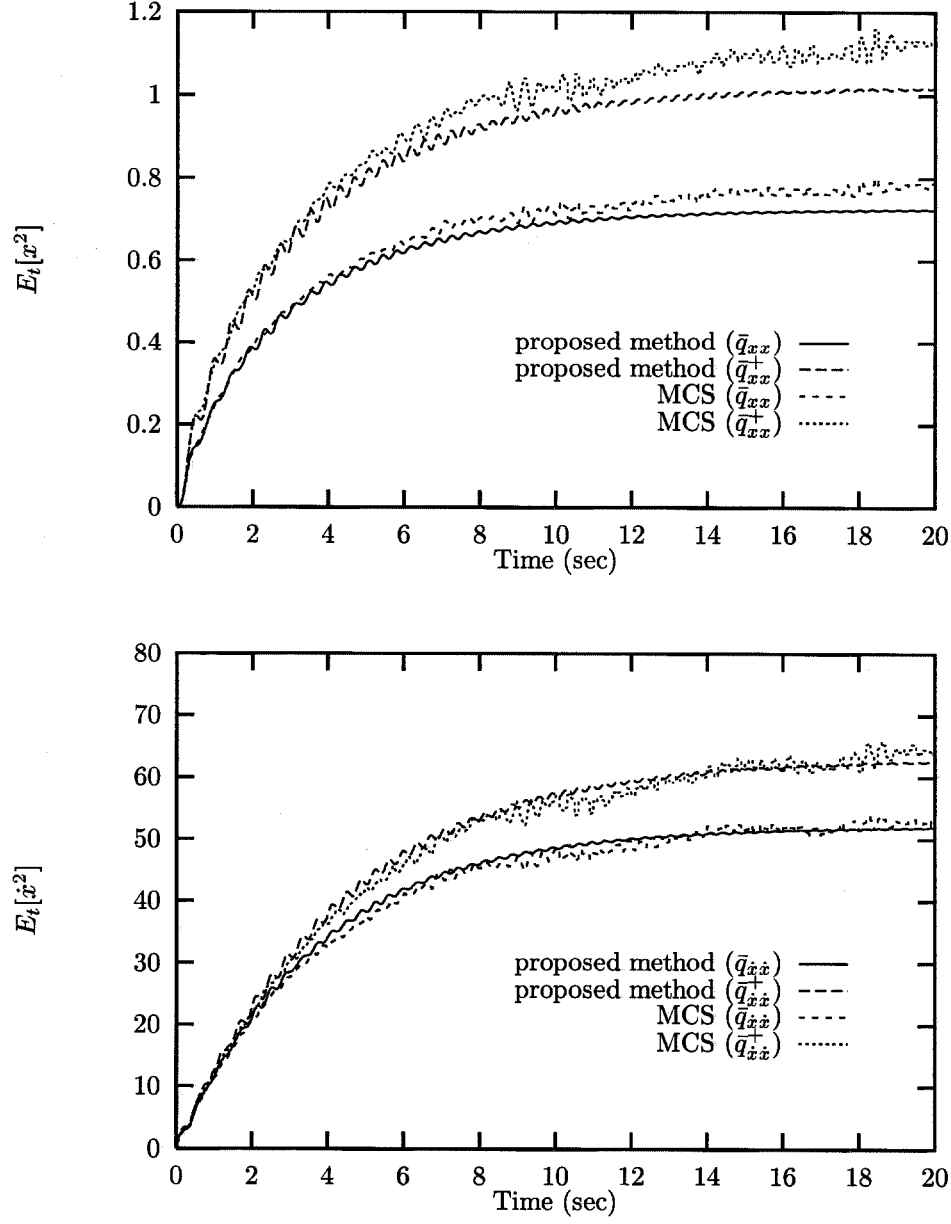 1.2
1
0.8
0.6
0.4
0.2
0
E_t[x²]
proposed method (q̄_xx)
proposed method (q̄⁺_xx)
MCS (q̄_xx)
MCS (q̄⁺_xx)
0 2 4 6 8 10 12 14 16 18 20
Time (sec)
80
70
60
50
40
30
20
10
0
E_t[ẋ²]
proposed method (q̄_ẋẋ)
proposed method (q̄⁺_ẋẋ)
MCS (q̄_ẋẋ)
MCS (q̄⁺_ẋẋ)
0 2 4 6 8 10 12 14 16 18 20
Time (sec)